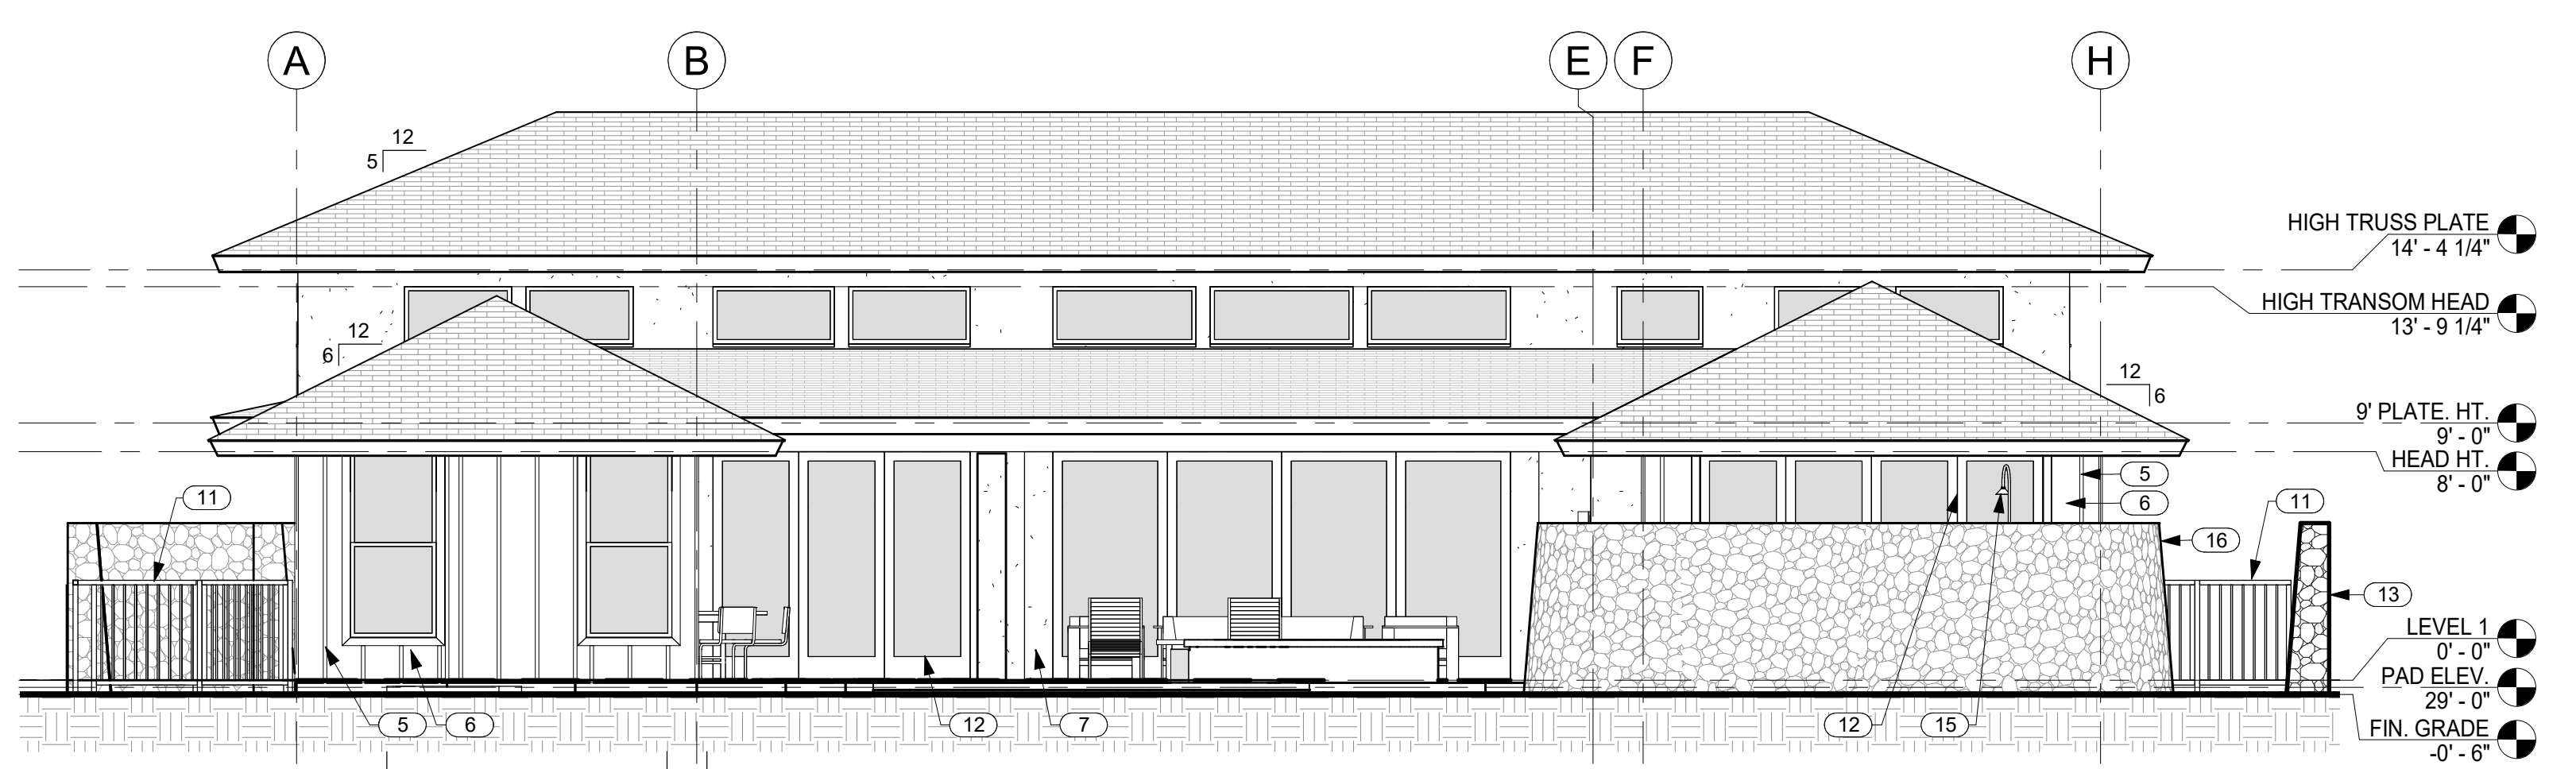 A
B
E
F
H
12
5
HIGH TRUSS PLATE
14' - 4 1/4"
HIGH TRANSOM HEAD
13' - 9 1/4"
12
6
12
6
9' PLATE. HT.
9' - 0"
HEAD HT.
8' - 0"
5
6
11
11
16
13
LEVEL 1
0' - 0"
PAD ELEV.
29' - 0"
FIN. GRADE
-0' - 6"
5
6
12
7
12
15